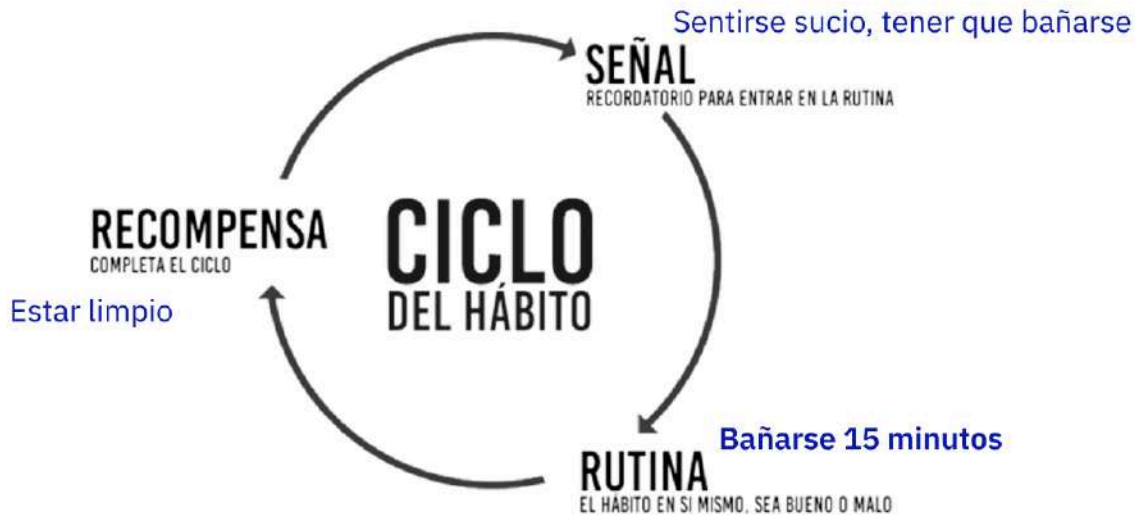 Sentirse sucio, tener que bañarse
SEÑAL
RECORDATORIO PARA ENTRAR EN LA RUTINA
RECOMPENSA
COMPLETA EL CICLO
Estar limpio
CICLO
DEL HÁBITO
Bañarse 15 minutos
RUTINA
EL HÁBITO EN SI MISMO, SEA BUENO O MALO